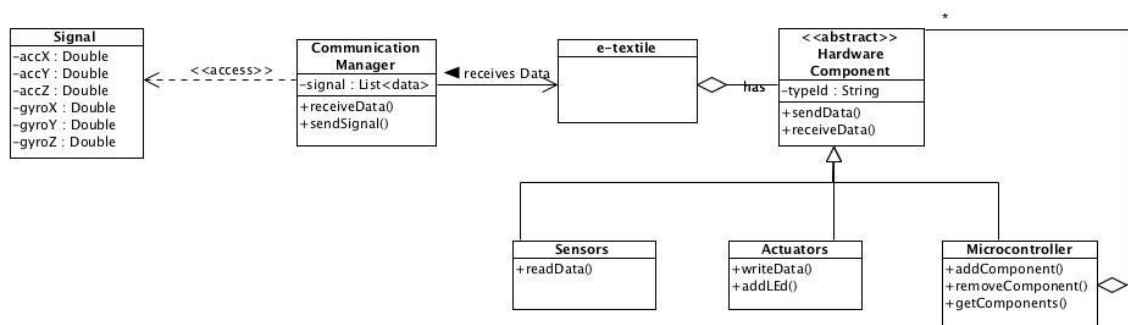 Signal
-accX : Double
-accY : Double
-accZ : Double
-gyroX : Double
-gyroY : Double
-gyroZ : Double
<<access>>
Communication
Manager
-signal : List<data>
+receiveData()
+sendSignal()
◀ receives Data
e-textile
has
<<abstract>>
Hardware
Component
-typeId : String
+sendData()
+receiveData()
*
Sensors
+readData()
Actuators
+writeData()
+addLEd()
Microcontroller
+addComponent()
+removeComponent()
+getComponents()